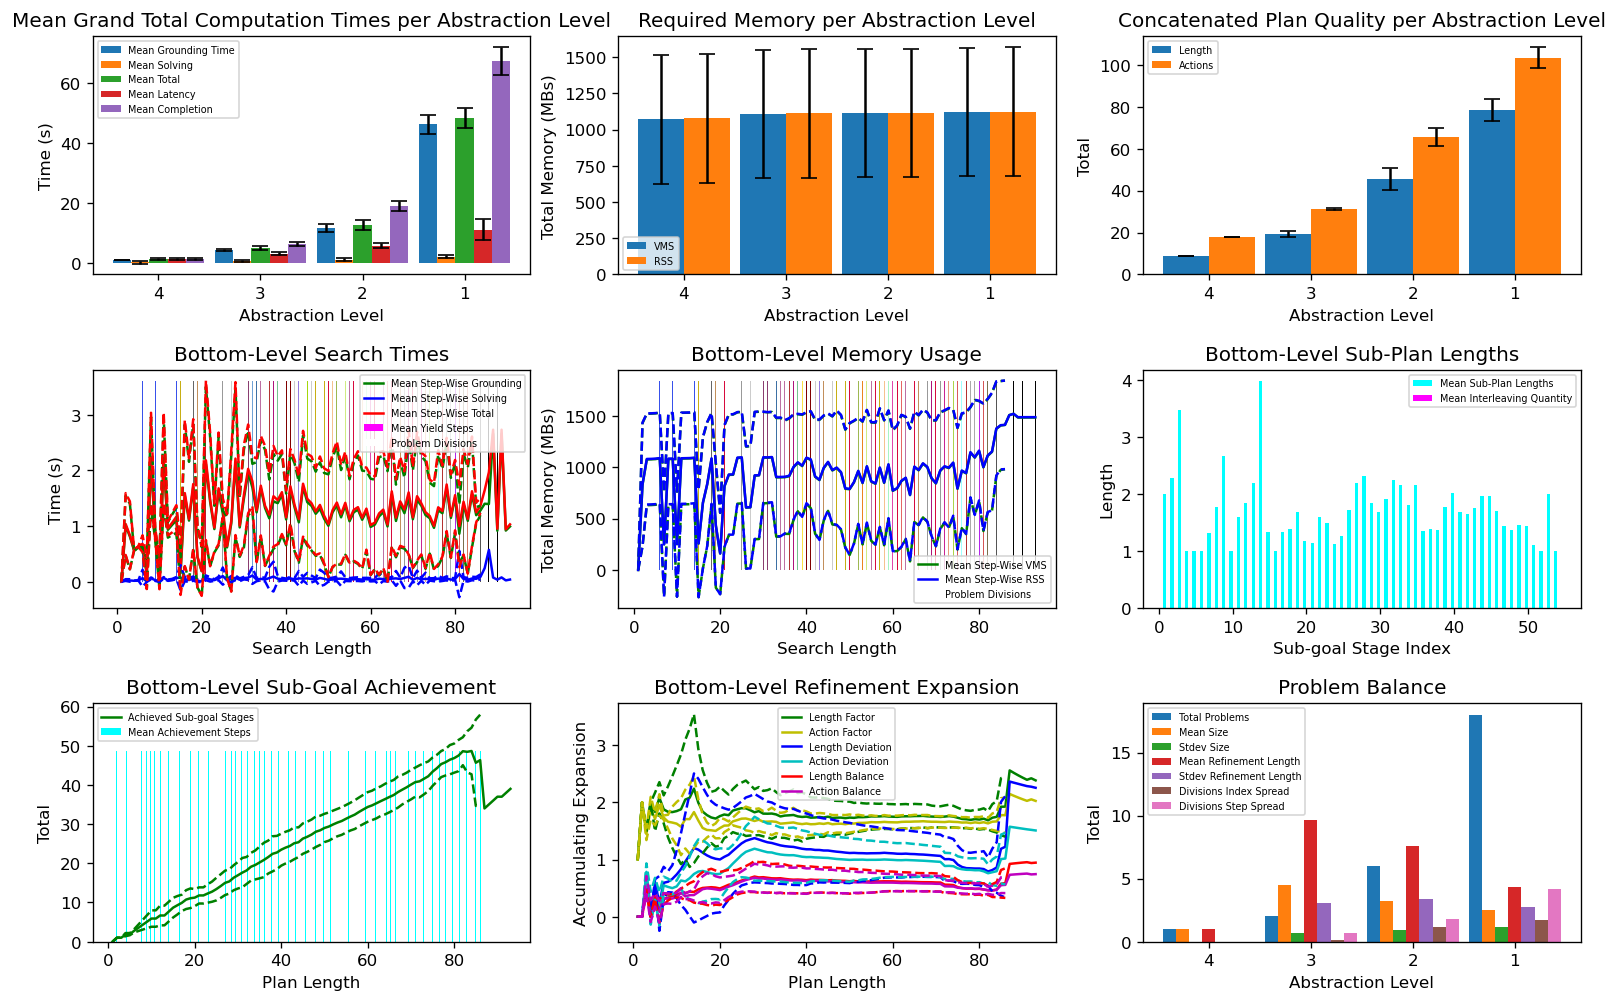 Mean Grand Total Computation Times per Abstraction Level
Time (s)
60
40
20
0
Mean Grounding Time
Mean Solving
Mean Total
Mean Latency
Mean Completion
4 3 2 1
Abstraction Level
Required Memory per Abstraction Level
Total Memory (MBs)
1500
1250
1000
750
500
250
0
VMS
RSS
4 3 2 1
Abstraction Level
Concatenated Plan Quality per Abstraction Level
Total
100
80
60
40
20
0
Length
Actions
4 3 2 1
Abstraction Level
Bottom-Level Search Times
Time (s)
3
2
1
0
Mean Step-Wise Grounding
Mean Step-Wise Solving
Mean Step-Wise Total
Mean Yield Steps
Problem Divisions
0 20 40 60 80
Search Length
Bottom-Level Memory Usage
Total Memory (MBs)
1500
1000
500
0
Mean Step-Wise VMS
Mean Step-Wise RSS
Problem Divisions
0 20 40 60 80
Search Length
Bottom-Level Sub-Plan Lengths
Length
4
3
2
1
0
Mean Sub-Plan Lengths
Mean Interleaving Quantity
0 10 20 30 40 50
Sub-goal Stage Index
Bottom-Level Sub-Goal Achievement
Total
60
50
40
30
20
10
0
Achieved Sub-goal Stages
Mean Achievement Steps
0 20 40 60 80
Plan Length
Bottom-Level Refinement Expansion
Accumulating Expansion
3
2
1
0
Length Factor
Action Factor
Length Deviation
Action Deviation
Length Balance
Action Balance
0 20 40 60 80
Plan Length
Problem Balance
Total
15
10
5
0
Total Problems
Mean Size
Stdev Size
Mean Refinement Length
Stdev Refinement Length
Divisions Index Spread
Divisions Step Spread
4 3 2 1
Abstraction Level